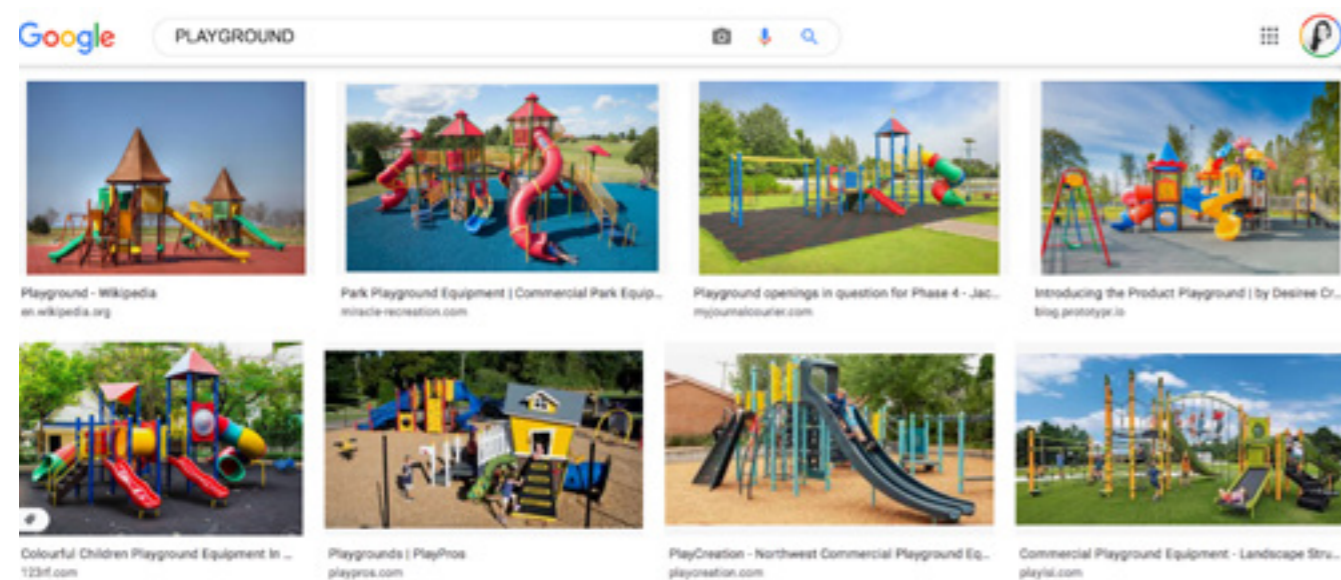 Google
PLAYGROUND
Playground - Wikipedia
en.wikipedia.org
Park Playground Equipment | Commercial Park Equip...
miracle-recreation.com
Playground openings in question for Phase 4 - Jac...
myjournalcourier.com
Introducing the Product Playground | by Desiree Cr...
blog.prototypr.io
Colourful Children Playground Equipment In ...
123rf.com
Playgrounds | PlayPros
playpros.com
PlayCreation - Northwest Commercial Playground Eq...
playcreation.com
Commercial Playground Equipment - Landscape Stru...
playlsi.com